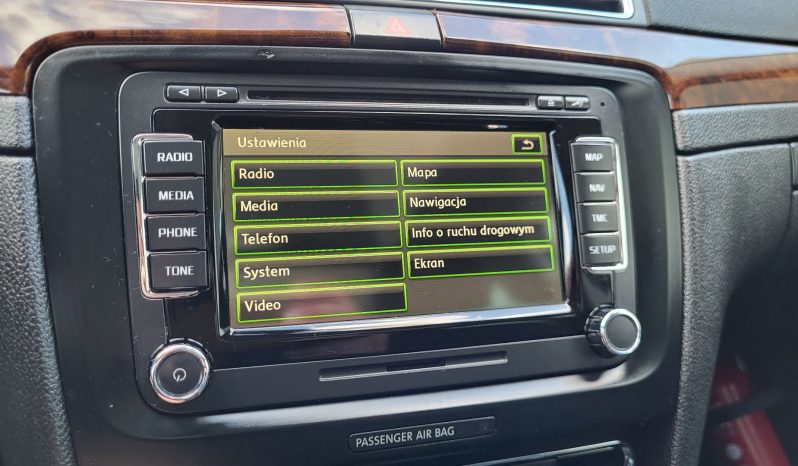 Ustawienia
RADIO
MEDIA
PHONE
TONE
Radio
Media
Telefon
System
Video
Mapa
Nawigacja
Info o ruchu drogowym
Ekran
MAP
NAV
TMC
SETUP
PASSENGER AIR BAG